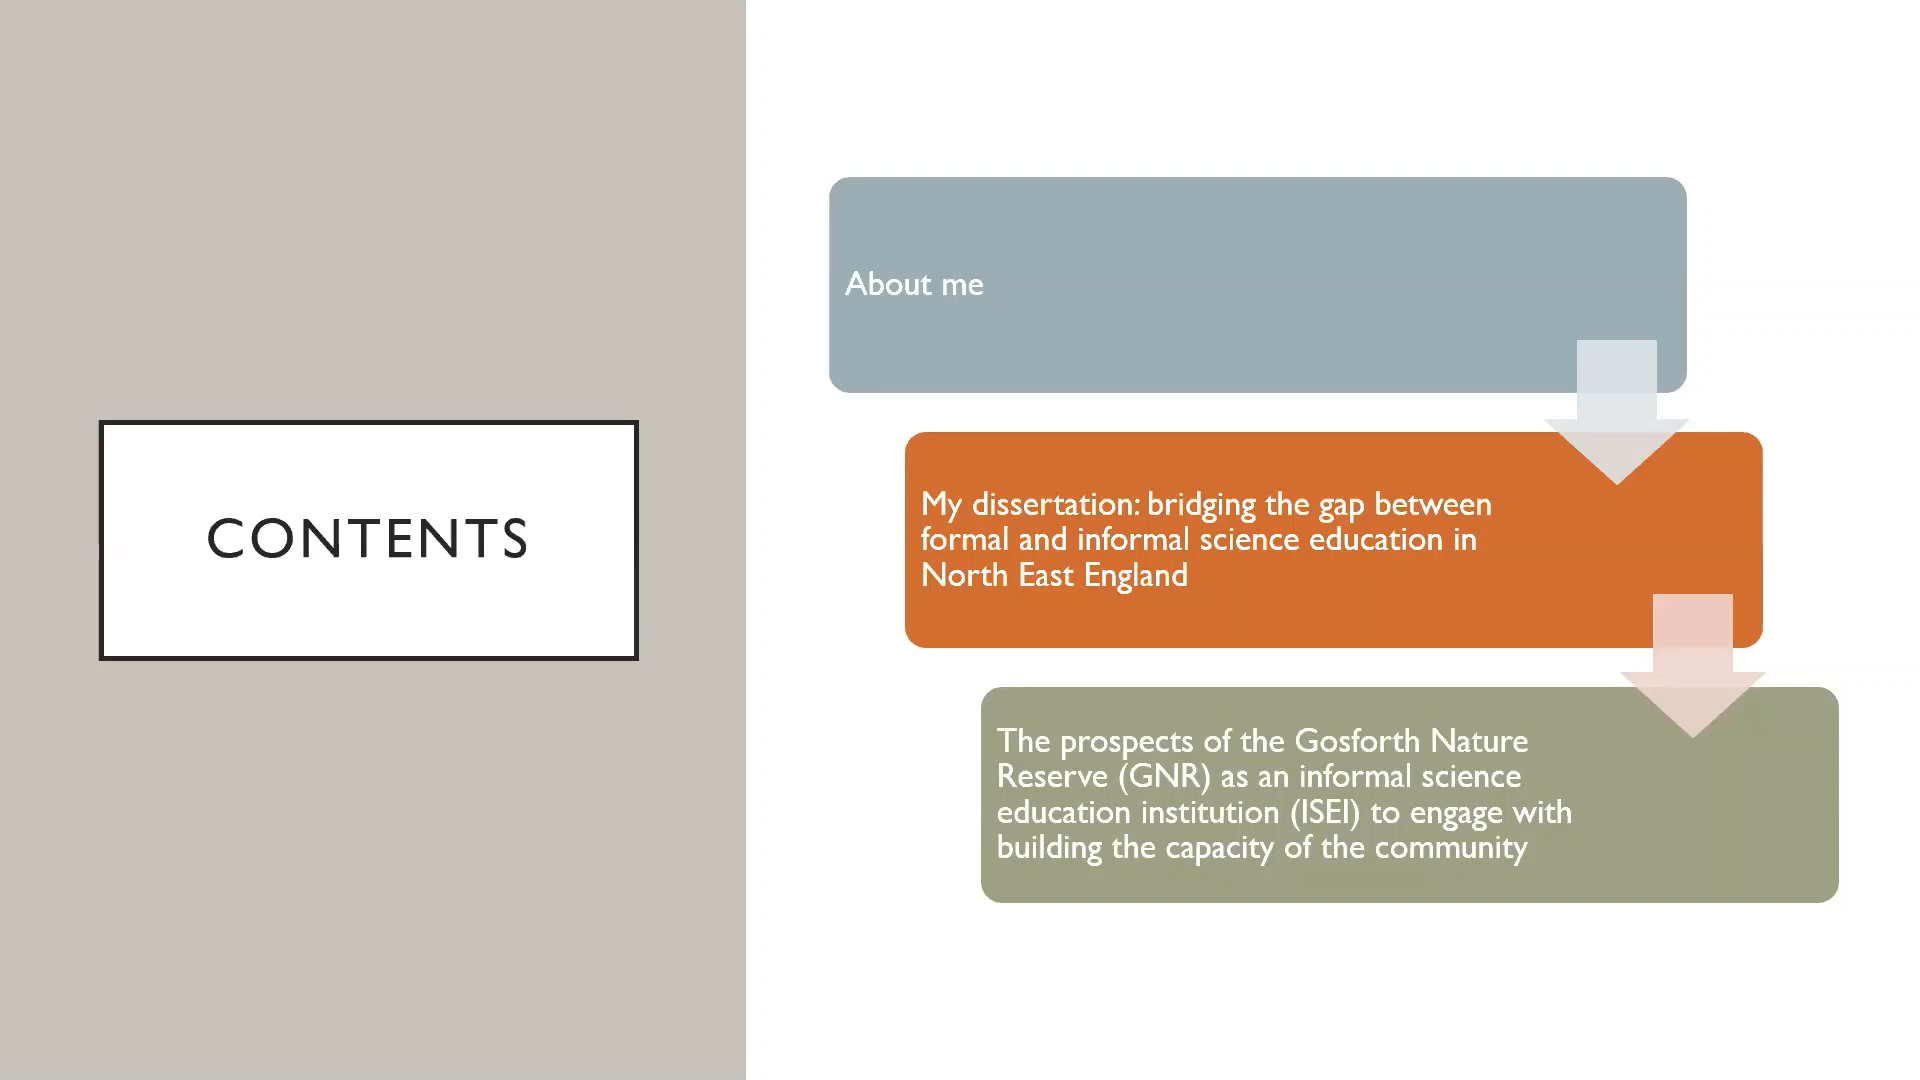 CONTENTS
About me
My dissertation: bridging the gap between
formal and informal science education in
North East England
The prospects of the Gosforth Nature
Reserve (GNR) as an informal science
education institution (ISEI) to engage with
building the capacity of the community